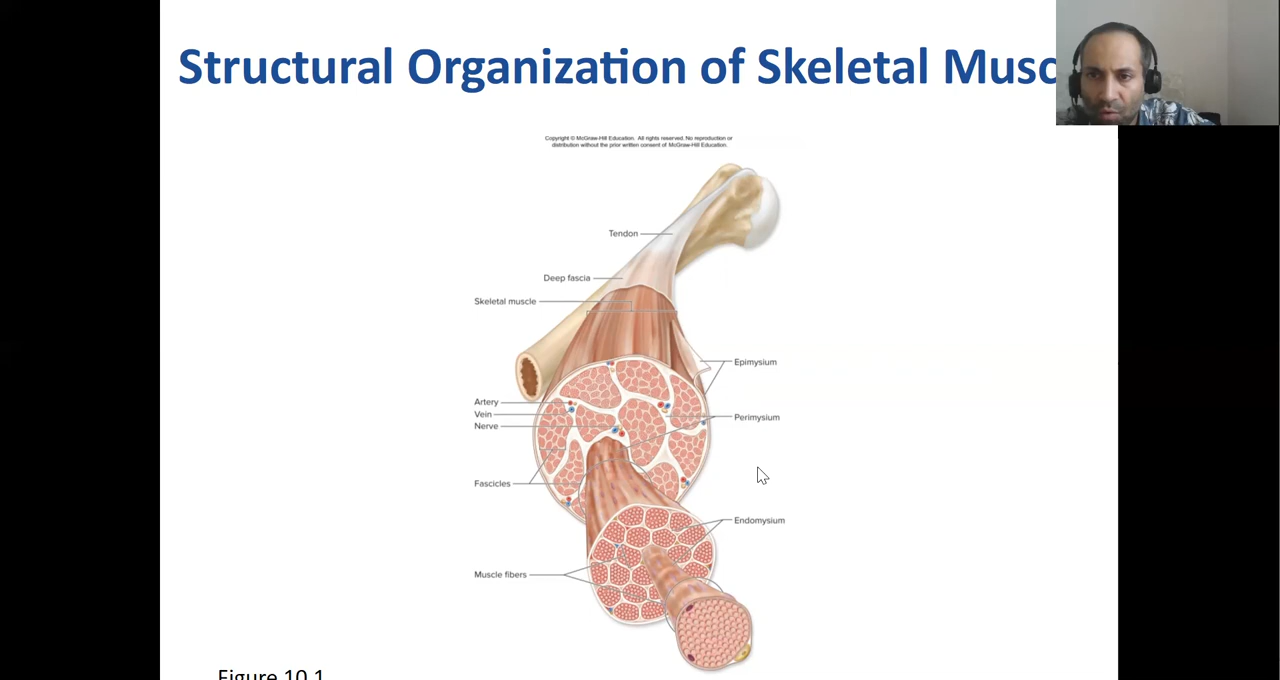 Structural Organization of Skeletal Musc
Copyright © McGraw-Hill Education. All rights reserved. No reproduction or
distribution without the prior written consent of McGraw-Hill Education.
Tendon
Deep fascia
Skeletal muscle
Epimysium
Artery
Vein
Nerve
Perimysium
Fascicles
Endomysium
Muscle fibers
Figure 10.1